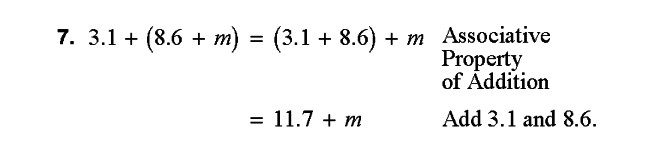 7. 3.1 + (8.6 + m) = (3.1 + 8.6) + m Associative
Property
of Addition
= 11.7 + m Add 3.1 and 8.6.